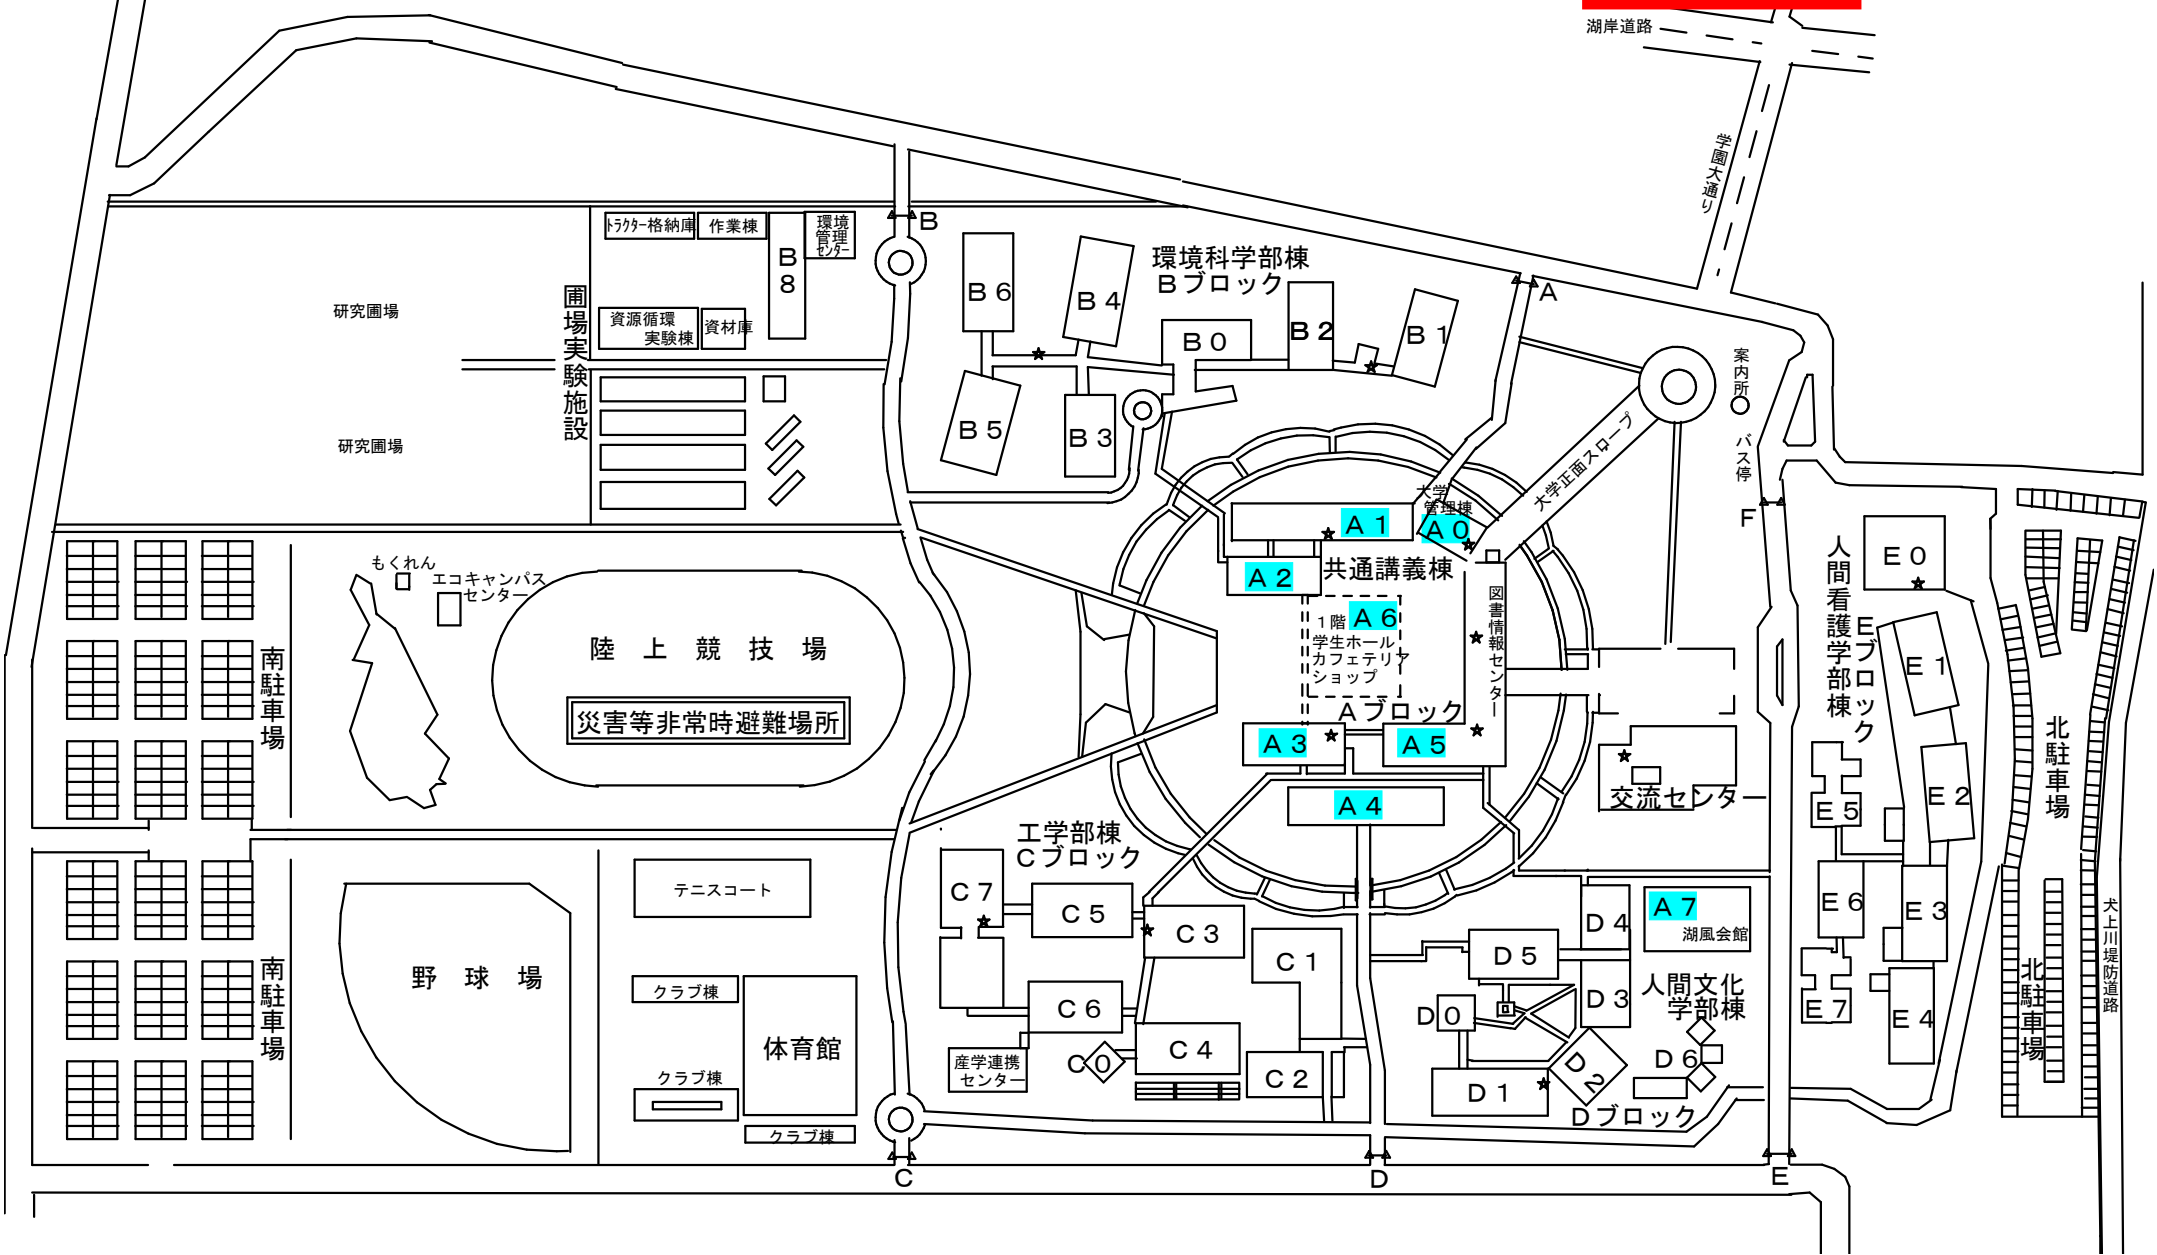 湖岸道路
学園大通り
B
トラクター格納庫
作業棟
B8
環境
管理
センター
研究圃場
圃場実験施設
資源循環
実験棟
資材庫
研究圃場
環境科学部棟
Bブロック
B6
B4
B0
B2
B1
B5
B3
A
案内所
バス停
大学正面スロープ
F
大学
管理棟
A0
A1
A2
共通講義棟
A6
1階
学生ホール
カフェテリア
ショップ
図書情報センター
Aブロック
A3
A5
A4
もくれん
エコキャンパス
センター
陸上競技場
災害等非常時避難場所
南駐車場
交流センター
人間看護学部棟
Eブロック
E0
E1
E2
E5
E6
E3
E7
E4
北駐車場
北駐車場
犬上川堤防道路
工学部棟
Cブロック
C7
C5
C3
C1
C6
C4
C0
C2
産学連携
センター
テニスコート
野球場
南駐車場
クラブ棟
体育館
クラブ棟
クラブ棟
D4
A7
湖風会館
D5
D3
人間文化
学部棟
D0
D6
D2
D1
Dブロック
C
D
E